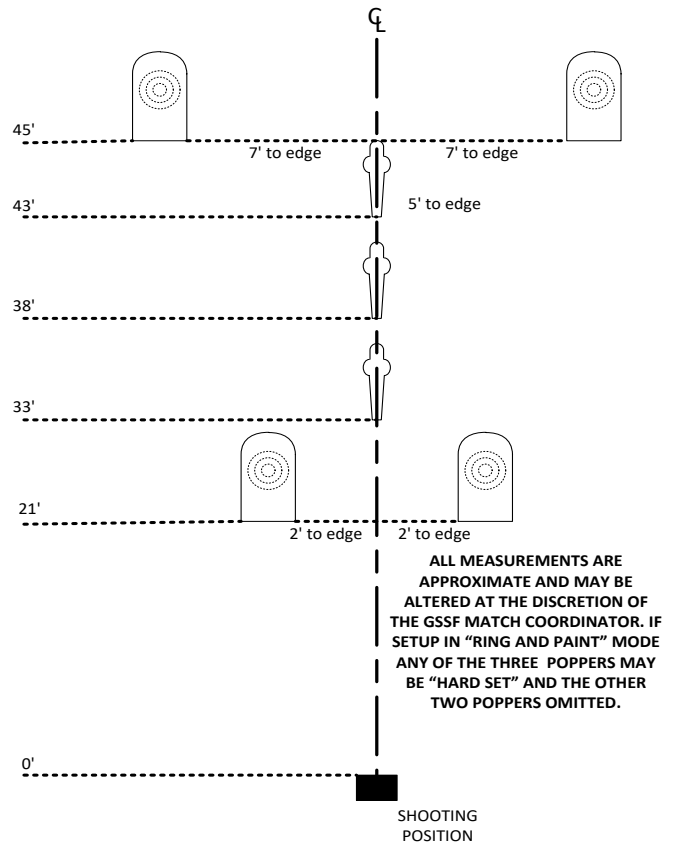 ℄
45'
7' to edge 7' to edge
43'
5' to edge
38'
33'
21'
2' to edge 2' to edge
ALL MEASUREMENTS ARE
APPROXIMATE AND MAY BE
ALTERED AT THE DISCRETION OF
THE GSSF MATCH COORDINATOR. IF
SETUP IN “RING AND PAINT” MODE
ANY OF THE THREE POPPERS MAY
BE “HARD SET” AND THE OTHER
TWO POPPERS OMITTED.
0'
SHOOTING
POSITION